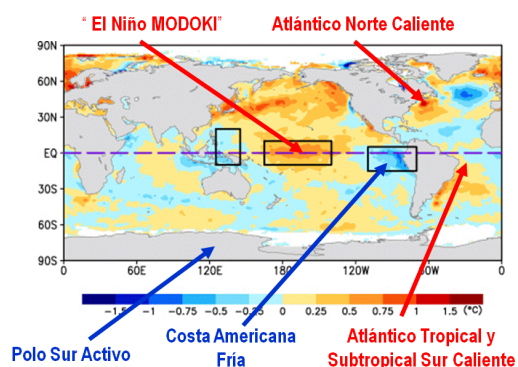 “ El Niño MODOKI”
Atlántico Norte Caliente
90N
60N
30N
EQ
30S
60S
90S
0 60E 120E 180 120W 60W 0
-1.5 -1 -0.75 -0.5 -0.25 0 0.25 0.5 0.75 1 1.5 (°C)
Polo Sur Activo
Costa Americana
Fría
Atlántico Tropical y
Subtropical Sur Caliente